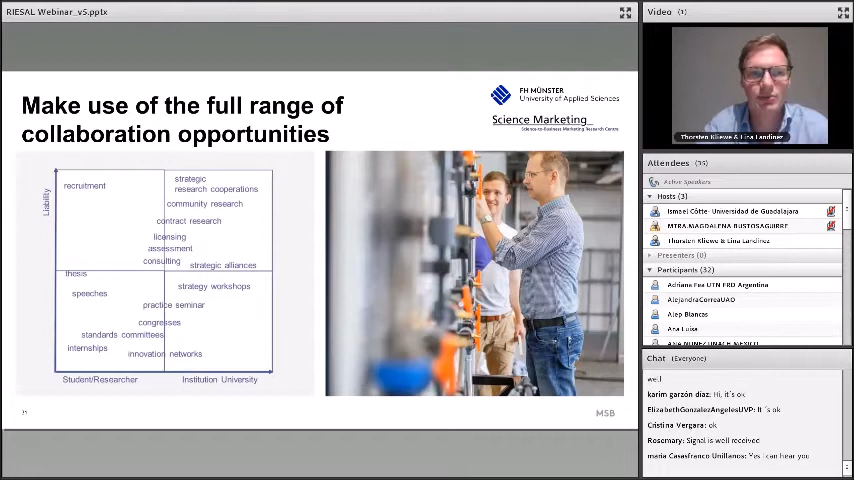 RIESAL Webinar_v5.pptx
Make use of the full range of
collaboration opportunities
FH MÜNSTER
University of Applied Sciences
Science Marketing
Science-to-Business Marketing Research Centre
Liability
recruitment
strategic
research cooperations
community research
contract research
licensing
assessment
consulting
strategic alliances
thesis
speeches
strategy workshops
practice seminar
congresses
standards committees
internships
innovation networks
Student/Researcher
Institution University
MSB
Video (1)
Thorsten Kliewe & Lina Landinez
Attendees (35)
Active Speakers
Hosts (3)
Ismael Côtte- Universidad de Guadalajara
MTRA.MAGDALENA BUSTOSAGUIRRE
Thorsten Kliewe & Lina Landinez
Presenters (0)
Participants (32)
Adriana Fea UTN FRD Argentina
AlejandraCorreaUAO
Alep Blancas
Ana Luisa
Chat (Everyone)
well
karim garzón díaz: Hi, it´s ok
ElizabethGonzalezAngelesUVP: It ´s ok
Cristina Vergara: ok
Rosemary: Signal is well received
maria Casasfranco Unillanos: Yes I can hear you